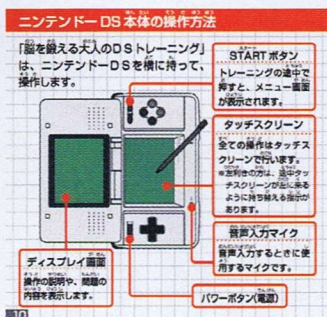 ニンテンドーDS本体の操作方法
「脳を鍛える大人のDSトレーニング」
は、ニンテンドーDSを横に持って、
操作します。
STARTボタン
トレーニングの途中で
押すと、メニュー画面
が表示されます。
タッチスクリーン
全ての操作はタッチス
クリーンで行います。
※左利きの方は、途中タッ
チスクリーンが左に来る
ように持ち替える指示が
あります。
音声入力マイク
音声入力するときに使
用するマイクです。
ディスプレイ画面
操作の説明や、問題の
内容を表示します。
パワーボタン(電源)
10